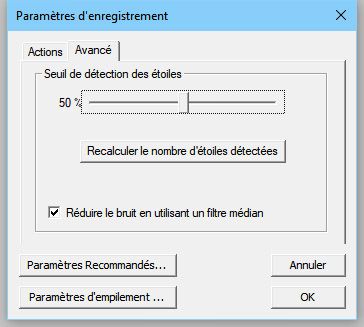 Paramètres d'enregistrement
Actions
Avancé
Seuil de détection des étoiles
50 %
Recalculer le nombre d'étoiles détectées
Réduire le bruit en utilisant un filtre médian
Paramètres Recommandés...
Annuler
Paramètres d'empilement ...
OK